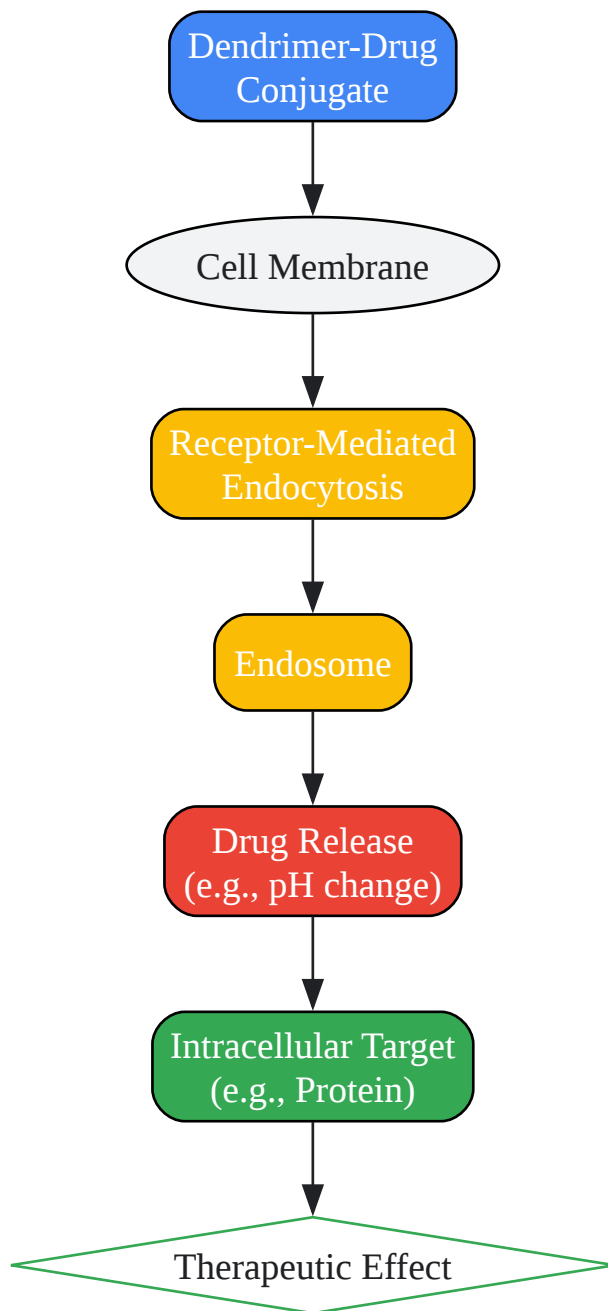 Dendrimer-Drug
Conjugate
Cell Membrane
Receptor-Mediated
Endocytosis
Endosome
Drug Release
(e.g., pH change)
Intracellular Target
(e.g., Protein)
Therapeutic Effect